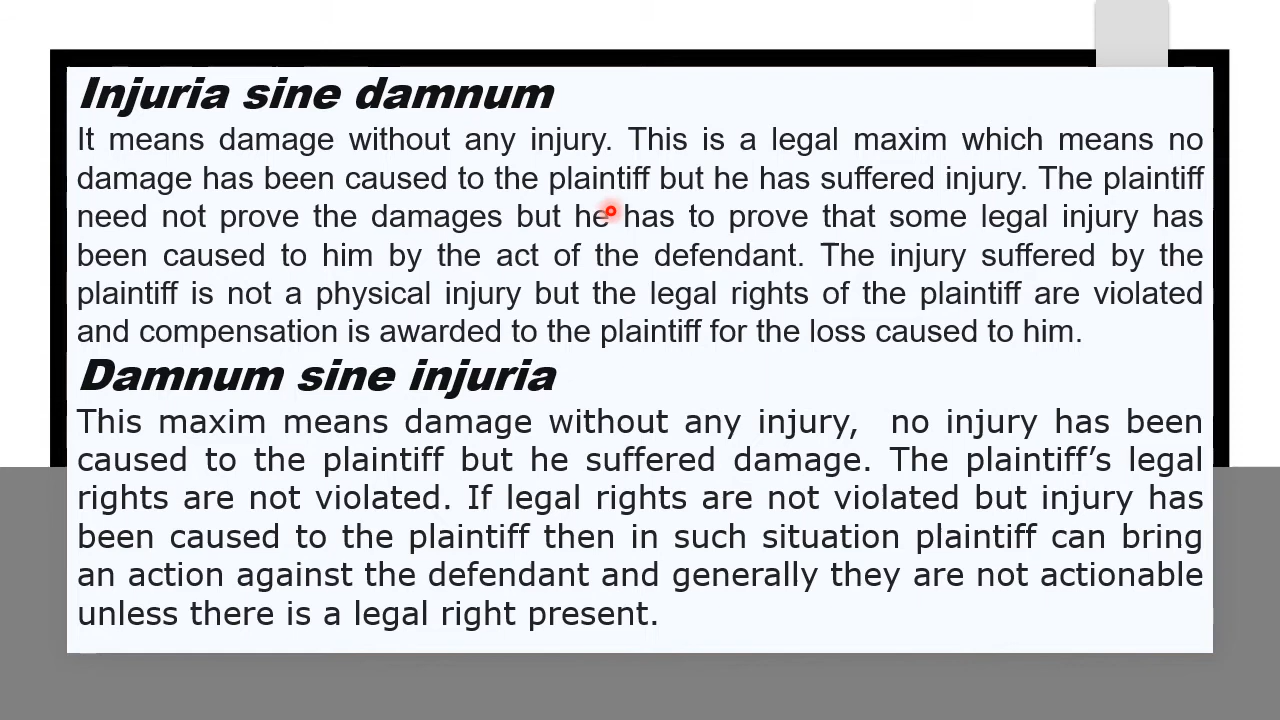 Injuria sine damnum
It means damage without any injury. This is a legal maxim which means no
damage has been caused to the plaintiff but he has suffered injury. The plaintiff
need not prove the damages but he has to prove that some legal injury has
been caused to him by the act of the defendant. The injury suffered by the
plaintiff is not a physical injury but the legal rights of the plaintiff are violated
and compensation is awarded to the plaintiff for the loss caused to him.
Damnum sine injuria
This maxim means damage without any injury, no injury has been
caused to the plaintiff but he suffered damage. The plaintiff’s legal
rights are not violated. If legal rights are not violated but injury has
been caused to the plaintiff then in such situation plaintiff can bring
an action against the defendant and generally they are not actionable
unless there is a legal right present.